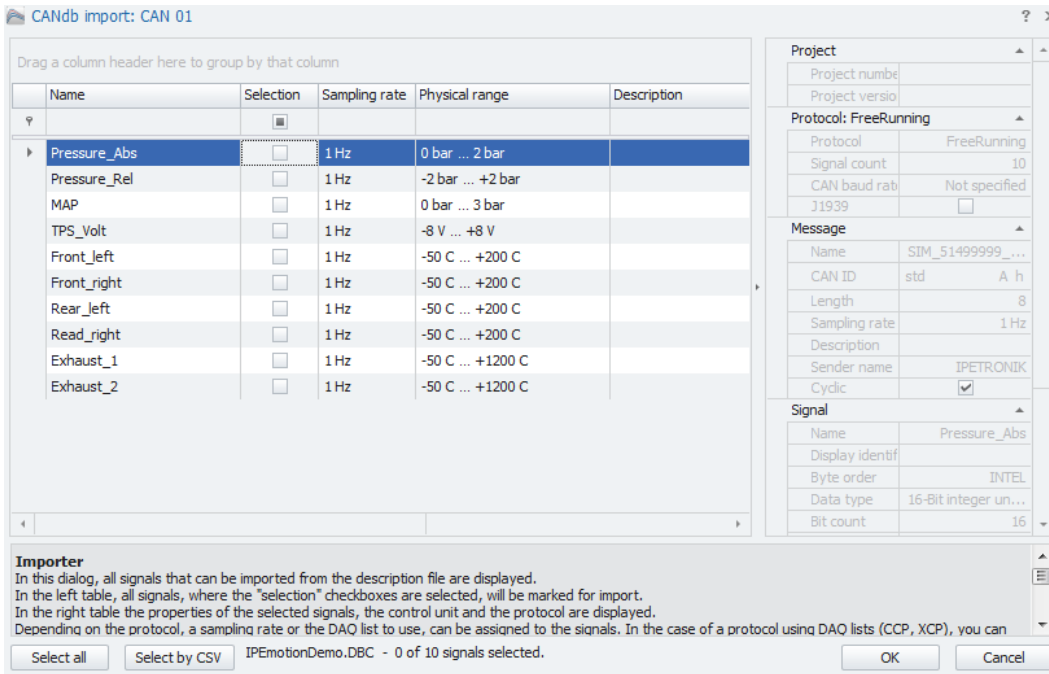 CANdb import: CAN 01 ?
Drag a column header here to group by that column
Name Selection Sampling rate Physical range Description
Pressure_Abs 1 Hz 0 bar ... 2 bar
Pressure_Rel 1 Hz -2 bar ... +2 bar
MAP 1 Hz 0 bar ... 3 bar
TPS_Volt 1 Hz -8 V ... +8 V
Front_left 1 Hz -50 C ... +200 C
Front_right 1 Hz -50 C ... +200 C
Rear_left 1 Hz -50 C ... +200 C
Read_right 1 Hz -50 C ... +200 C
Exhaust_1 1 Hz -50 C ... +1200 C
Exhaust_2 1 Hz -50 C ... +1200 C
Project
Project numbe
Project versio
Protocol: FreeRunning
Protocol FreeRunning
Signal count 10
CAN baud rat Not specified
J1939
Message
Name SIM_51499999_...
CAN ID std A h
Length 8
Sampling rate 1 Hz
Description
Sender name IPETRONIK
Cyclic
Signal
Name Pressure_Abs
Display identif
Byte order INTEL
Data type 16-Bit integer un...
Bit count 16
Importer
In this dialog, all signals that can be imported from the description file are displayed.
In the left table, all signals, where the "selection" checkboxes are selected, will be marked for import.
In the right table the properties of the selected signals, the control unit and the protocol are displayed.
Depending on the protocol, a sampling rate or the DAQ list to use, can be assigned to the signals. In the case of a protocol using DAQ lists (CCP, XCP), you can
Select all Select by CSV IPEmotionDemo.DBC - 0 of 10 signals selected. OK Cancel